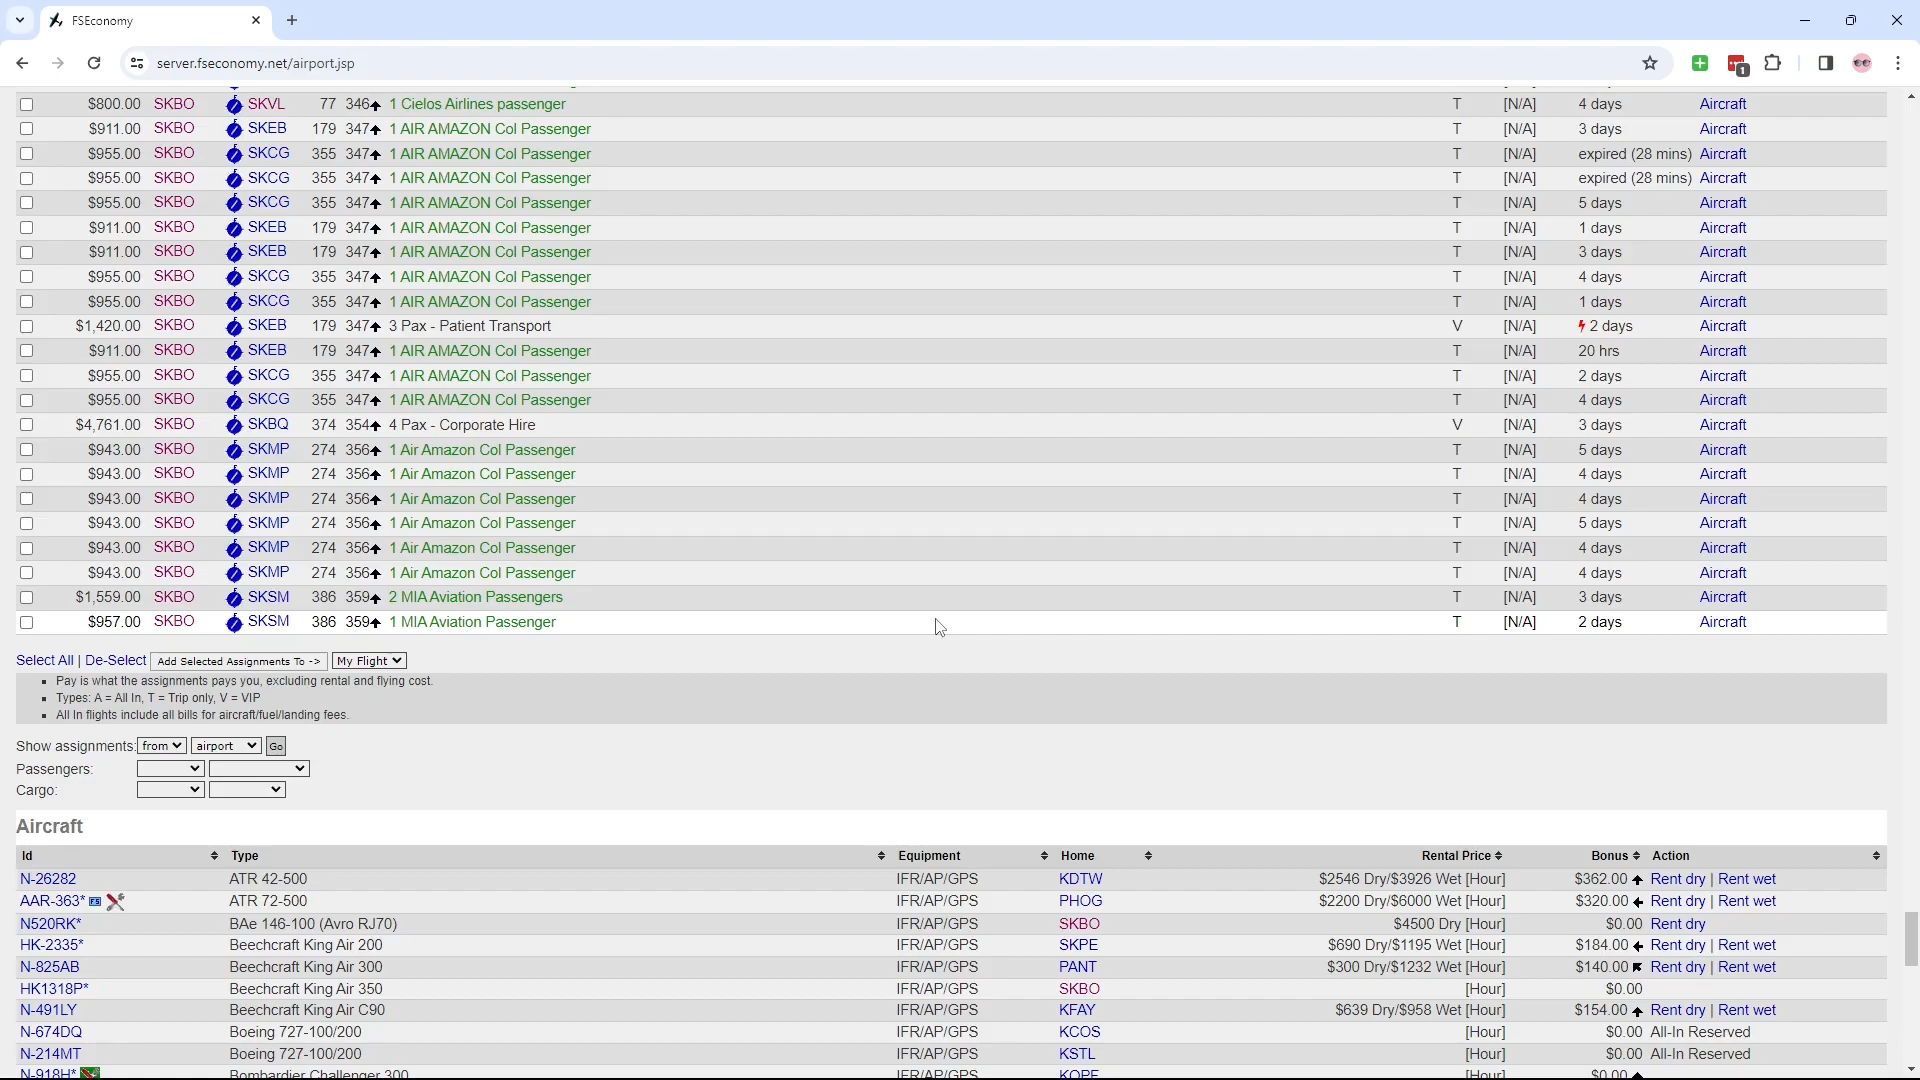 FSEconomy
server.fseconomy.net/airport.jsp
1
$800.00 SKBO SKVL 77 346 1 Cielos Airlines passenger T [N/A] 4 days Aircraft
$911.00 SKBO SKEB 179 347 1 AIR AMAZON Col Passenger T [N/A] 3 days Aircraft
$955.00 SKBO SKCG 355 347 1 AIR AMAZON Col Passenger T [N/A] expired (28 mins) Aircraft
$955.00 SKBO SKCG 355 347 1 AIR AMAZON Col Passenger T [N/A] expired (28 mins) Aircraft
$955.00 SKBO SKCG 355 347 1 AIR AMAZON Col Passenger T [N/A] 5 days Aircraft
$911.00 SKBO SKEB 179 347 1 AIR AMAZON Col Passenger T [N/A] 1 days Aircraft
$911.00 SKBO SKEB 179 347 1 AIR AMAZON Col Passenger T [N/A] 3 days Aircraft
$955.00 SKBO SKCG 355 347 1 AIR AMAZON Col Passenger T [N/A] 4 days Aircraft
$955.00 SKBO SKCG 355 347 1 AIR AMAZON Col Passenger T [N/A] 1 days Aircraft
$1,420.00 SKBO SKEB 179 347 3 Pax - Patient Transport V [N/A] 2 days Aircraft
$911.00 SKBO SKEB 179 347 1 AIR AMAZON Col Passenger T [N/A] 20 hrs Aircraft
$955.00 SKBO SKCG 355 347 1 AIR AMAZON Col Passenger T [N/A] 2 days Aircraft
$955.00 SKBO SKCG 355 347 1 AIR AMAZON Col Passenger T [N/A] 4 days Aircraft
$4,761.00 SKBO SKBQ 374 354 4 Pax - Corporate Hire V [N/A] 3 days Aircraft
$943.00 SKBO SKMP 274 356 1 Air Amazon Col Passenger T [N/A] 5 days Aircraft
$943.00 SKBO SKMP 274 356 1 Air Amazon Col Passenger T [N/A] 4 days Aircraft
$943.00 SKBO SKMP 274 356 1 Air Amazon Col Passenger T [N/A] 4 days Aircraft
$943.00 SKBO SKMP 274 356 1 Air Amazon Col Passenger T [N/A] 5 days Aircraft
$943.00 SKBO SKMP 274 356 1 Air Amazon Col Passenger T [N/A] 4 days Aircraft
$943.00 SKBO SKMP 274 356 1 Air Amazon Col Passenger T [N/A] 4 days Aircraft
$1,559.00 SKBO SKSM 386 359 2 MIA Aviation Passengers T [N/A] 3 days Aircraft
$957.00 SKBO SKSM 386 359 1 MIA Aviation Passenger T [N/A] 2 days Aircraft
Select All | De-Select Add Selected Assignments To -> My Flight
Pay is what the assignments pays you, excluding rental and flying cost.
Types: A = All In, T = Trip only, V = VIP
All In flights include all bills for aircraft/fuel/landing fees.
Show assignments: from airport Go
Passengers:
Cargo:
Aircraft
Id Type Equipment Home Rental Price Bonus Action
N-26282 ATR 42-500 IFR/AP/GPS KDTW $2546 Dry/$3926 Wet [Hour] $362.00 Rent dry | Rent wet
AAR-363* ATR 72-500 IFR/AP/GPS PHOG $2200 Dry/$6000 Wet [Hour] $320.00 Rent dry | Rent wet
N520RK* BAe 146-100 (Avro RJ70) IFR/AP/GPS SKBO $4500 Dry [Hour] $0.00 Rent dry
HK-2335* Beechcraft King Air 200 IFR/AP/GPS SKPE $690 Dry/$1195 Wet [Hour] $184.00 Rent dry | Rent wet
N-825AB Beechcraft King Air 300 IFR/AP/GPS PANT $300 Dry/$1232 Wet [Hour] $140.00 Rent dry | Rent wet
HK1318P* Beechcraft King Air 350 IFR/AP/GPS SKBO [Hour] $0.00
N-491LY Beechcraft King Air C90 IFR/AP/GPS KFAY $639 Dry/$958 Wet [Hour] $154.00 Rent dry | Rent wet
N-674DQ Boeing 727-100/200 IFR/AP/GPS KCOS [Hour] $0.00 All-In Reserved
N-214MT Boeing 727-100/200 IFR/AP/GPS KSTL [Hour] $0.00 All-In Reserved
N-918H* Bombardier Challenger 300 IFR/AP/GPS [Hour] $0.00